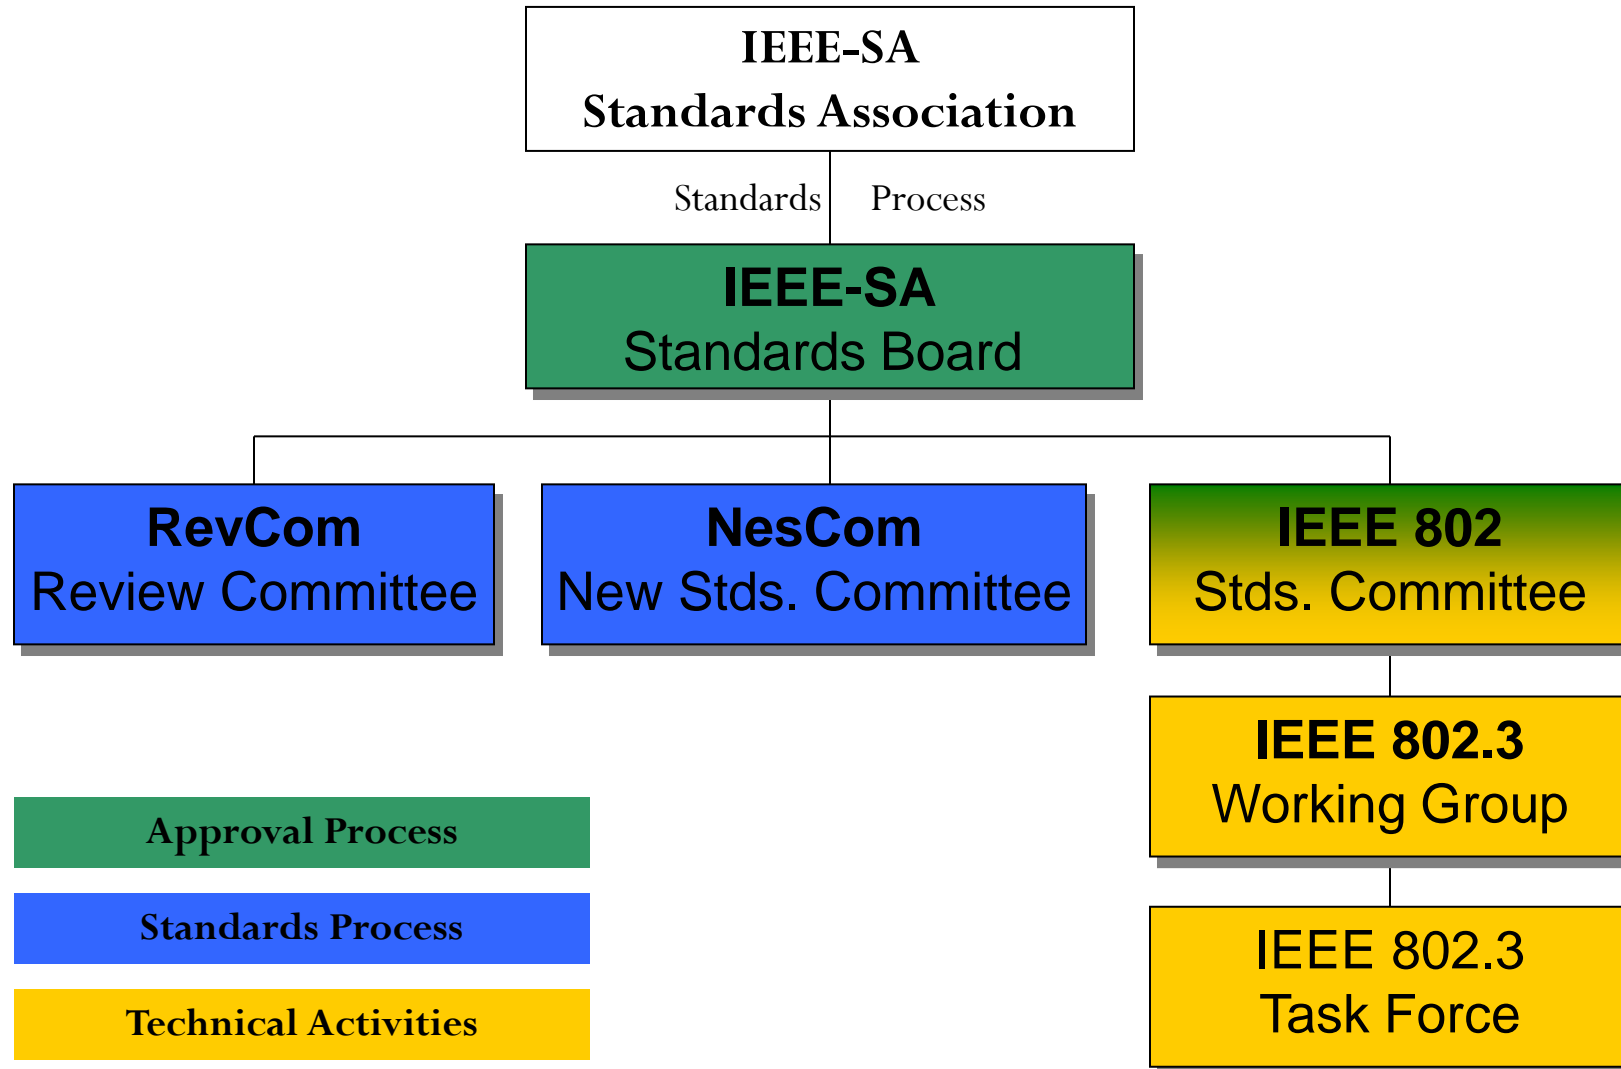 IEEE-SA
Standards Association
Standards Process
IEEE-SA
Standards Board
RevCom
Review Committee
NesCom
New Stds. Committee
IEEE 802
Stds. Committee
IEEE 802.3
Working Group
IEEE 802.3
Task Force
Approval Process
Standards Process
Technical Activities